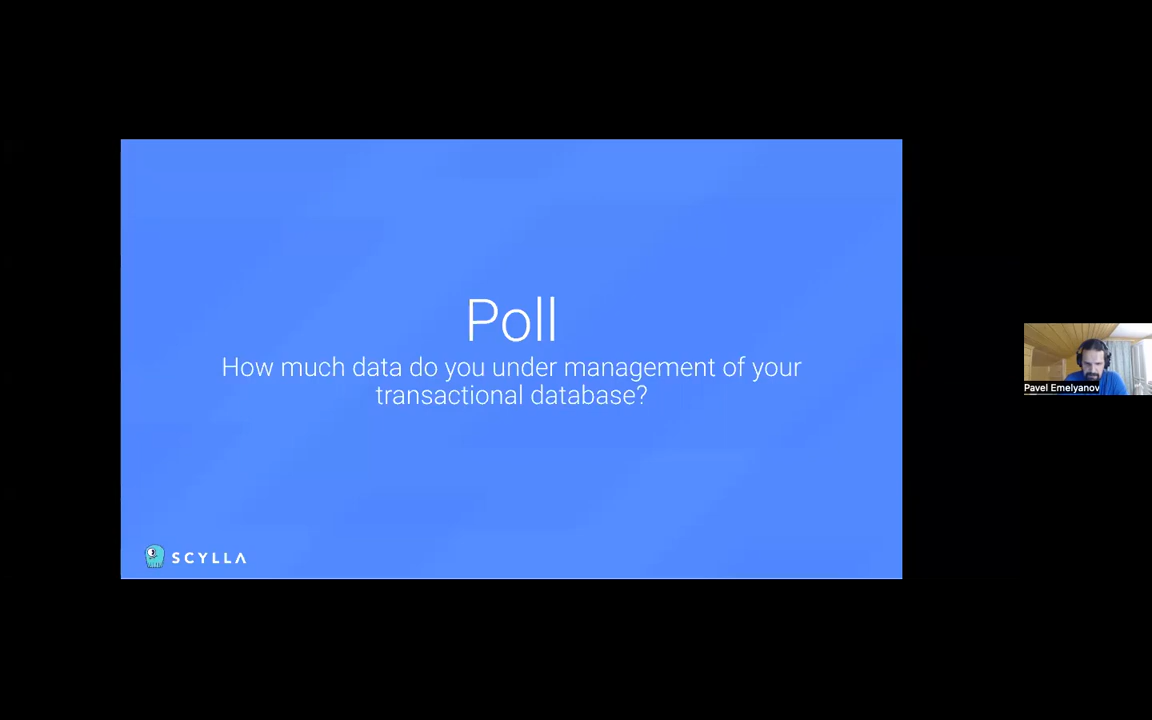 Poll
How much data do you under management of your
transactional database?
SCYLLA
Pavel Emelyanov